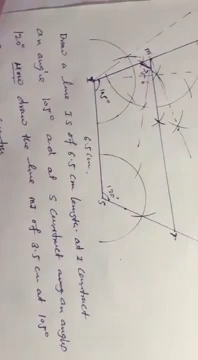 M
105°
6.5 cm.
120°
S
Draw a line IS of 6.5 cm length. at I construct
an angle 105° and at S construct an angle
120° Now draw the line MI of 3.5 cm at 105°